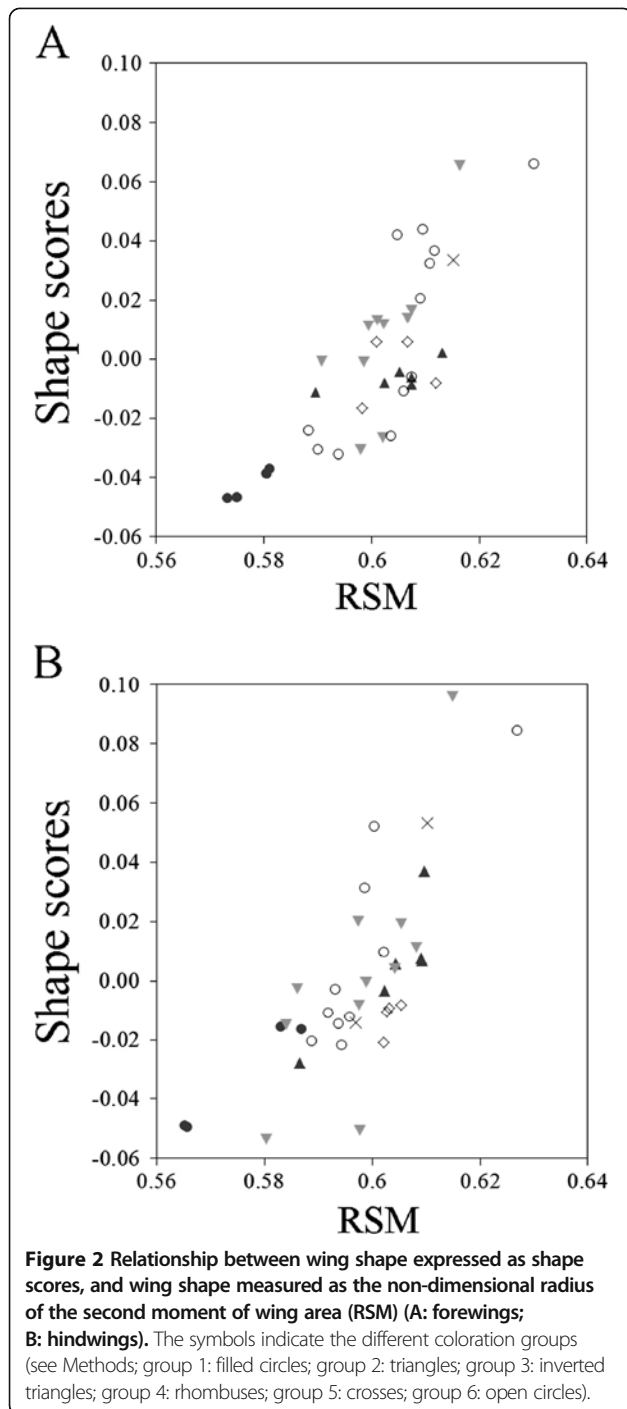 A
0.10
0.08
0.06
0.04
0.02
0.00
-0.02
-0.04
-0.06
Shape scores
0.56 0.58 0.6 0.62 0.64
RSM
B
0.10
0.08
0.06
0.04
0.02
0.00
-0.02
-0.04
-0.06
Shape scores
0.56 0.58 0.6 0.62 0.64
RSM
Figure 2 Relationship between wing shape expressed as shape
scores, and wing shape measured as the non-dimensional radius
of the second moment of wing area (RSM) (A: forewings;
B: hindwings). The symbols indicate the different coloration groups
(see Methods; group 1: filled circles; group 2: triangles; group 3: inverted
triangles; group 4: rhombuses; group 5: crosses; group 6: open circles).